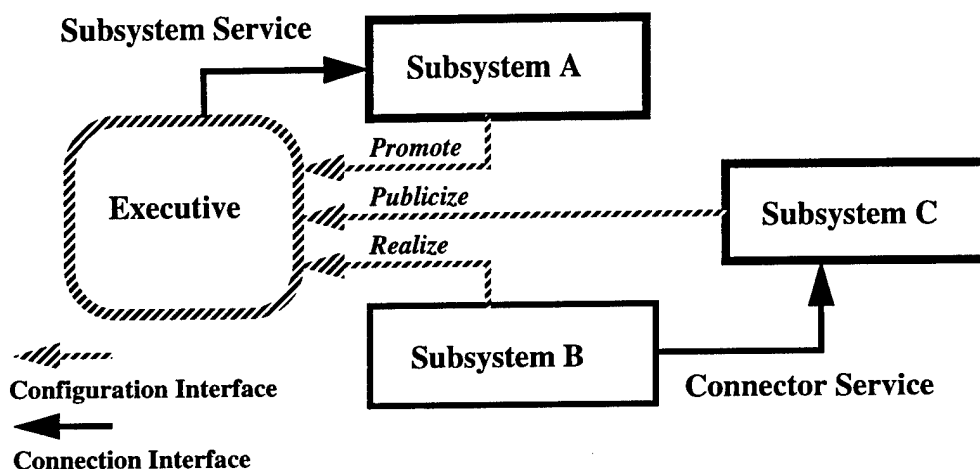 Subsystem Service
Subsystem A
Promote
Executive
Publicize
Subsystem C
Realize
Subsystem B
Configuration Interface
Connector Service
Connection Interface